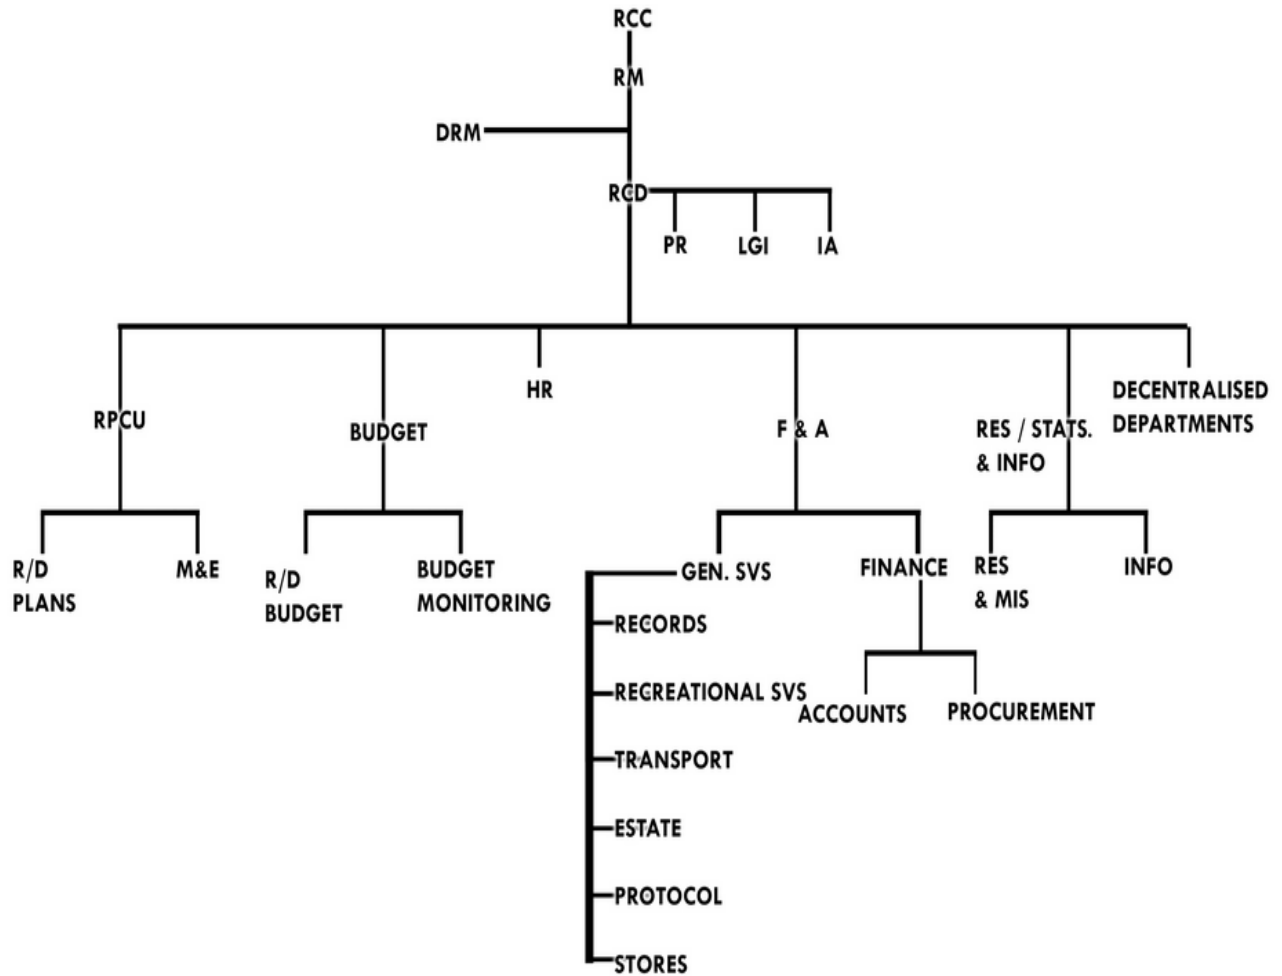 RCC
RM
DRM
RCD
PR
LGI
IA
HR
DECENTRALISED
DEPARTMENTS
RPCU
BUDGET
F & A
RES / STATS.
& INFO
R/D
PLANS
M&E
R/D
BUDGET
BUDGET
MONITORING
GEN. SVS
FINANCE
RES
& MIS
INFO
RECORDS
RECREATIONAL SVS
ACCOUNTS
PROCUREMENT
TRANSPORT
ESTATE
PROTOCOL
STORES